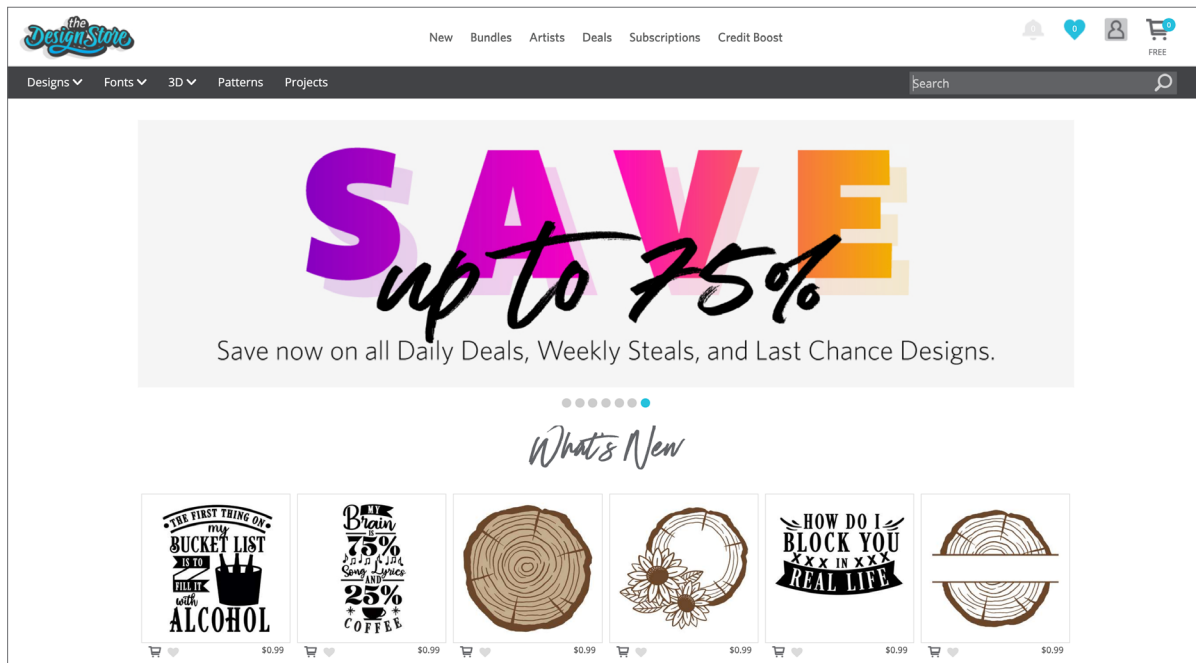 the
Design Store
New Bundles Artists Deals Subscriptions Credit Boost
0
0
0
FREE
Designs Fonts 3D Patterns Projects
Search
SAVE
up to 75%
Save now on all Daily Deals, Weekly Steals, and Last Chance Designs.
What's New
THE FIRST THING ON
my
BUCKET LIST
IS TO
FILL IT
with
ALCOHOL
MY
Brain
IS
75%
Song Lyrics
AND
25%
COFFEE
HOW DO I
BLOCK YOU
XXX IN XXX
REAL LIFE
$0.99
$0.99
$0.99
$0.99
$0.99
$0.99